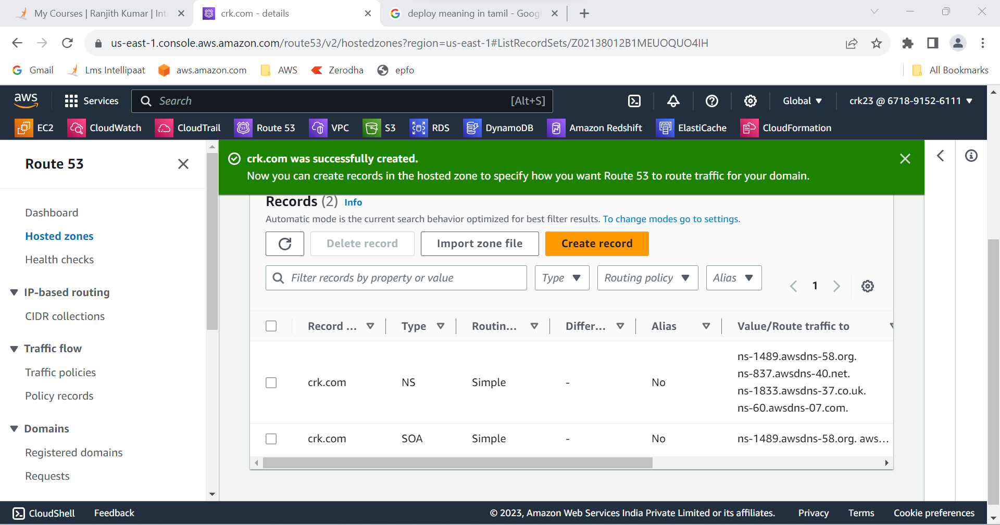 My Courses | Ranjith Kumar | Int
crk.com - details
deploy meaning in tamil - Googl
us-east-1.console.aws.amazon.com/route53/v2/hostedzones?region=us-east-1#ListRecordSets/Z02138012B1MEUOQUO4IH
Gmail
Lms Intellipaat
aws.amazon.com
AWS
Zerodha
epfo
All Bookmarks
aws
Services
Search
[Alt+S]
Global
crk23 @ 6718-9152-6111
EC2
CloudWatch
CloudTrail
Route 53
VPC
S3
RDS
DynamoDB
Amazon Redshift
ElastiCache
CloudFormation
Route 53
Dashboard
Hosted zones
Health checks
IP-based routing
CIDR collections
Traffic flow
Traffic policies
Policy records
Domains
Registered domains
Requests
crk.com was successfully created.
Now you can create records in the hosted zone to specify how you want Route 53 to route traffic for your domain.
Records (2) Info
Automatic mode is the current search behavior optimized for best filter results. To change modes go to settings.
Delete record
Import zone file
Create record
Filter records by property or value
Type
Routing policy
Alias
1
Record ...
Type
Routin...
Differ...
Alias
Value/Route traffic to
crk.com
NS
Simple
-
No
ns-1489.awsdns-58.org.
ns-837.awsdns-40.net.
ns-1833.awsdns-37.co.uk.
ns-60.awsdns-07.com.
crk.com
SOA
Simple
-
No
ns-1489.awsdns-58.org. aws...
CloudShell
Feedback
© 2023, Amazon Web Services India Private Limited or its affiliates.
Privacy
Terms
Cookie preferences